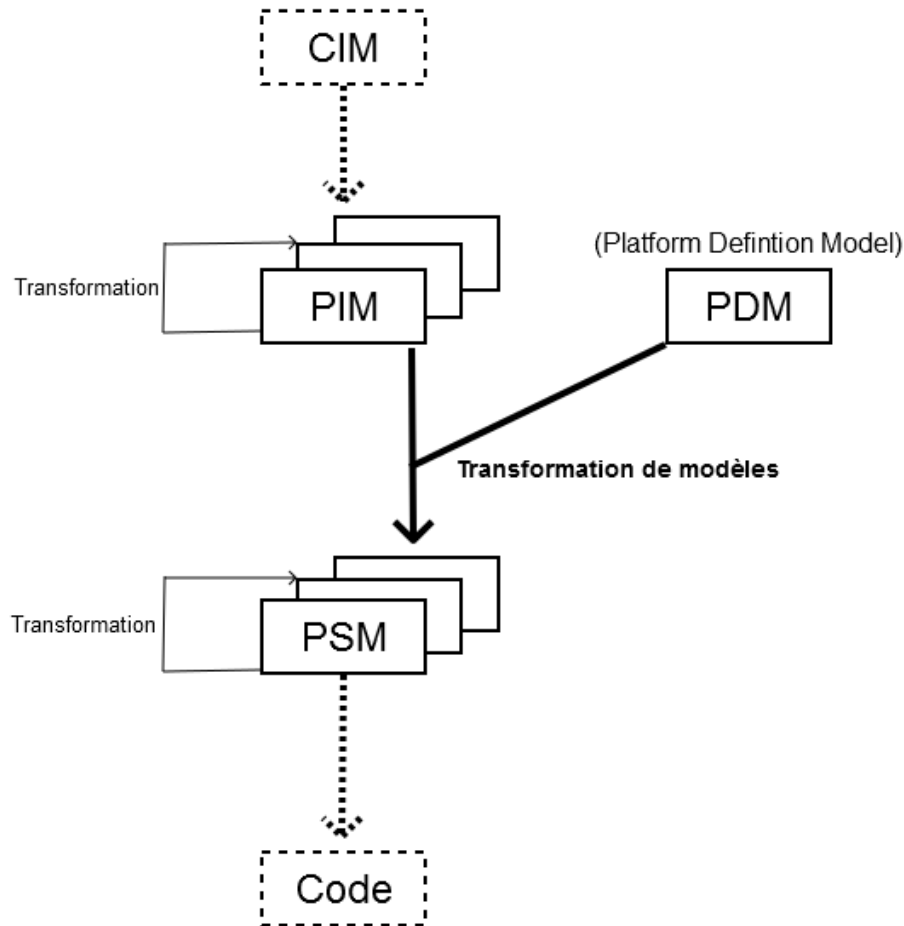 CIM
(Platform Defintion Model)
Transformation
PIM
PDM
Transformation de modèles
Transformation
PSM
Code